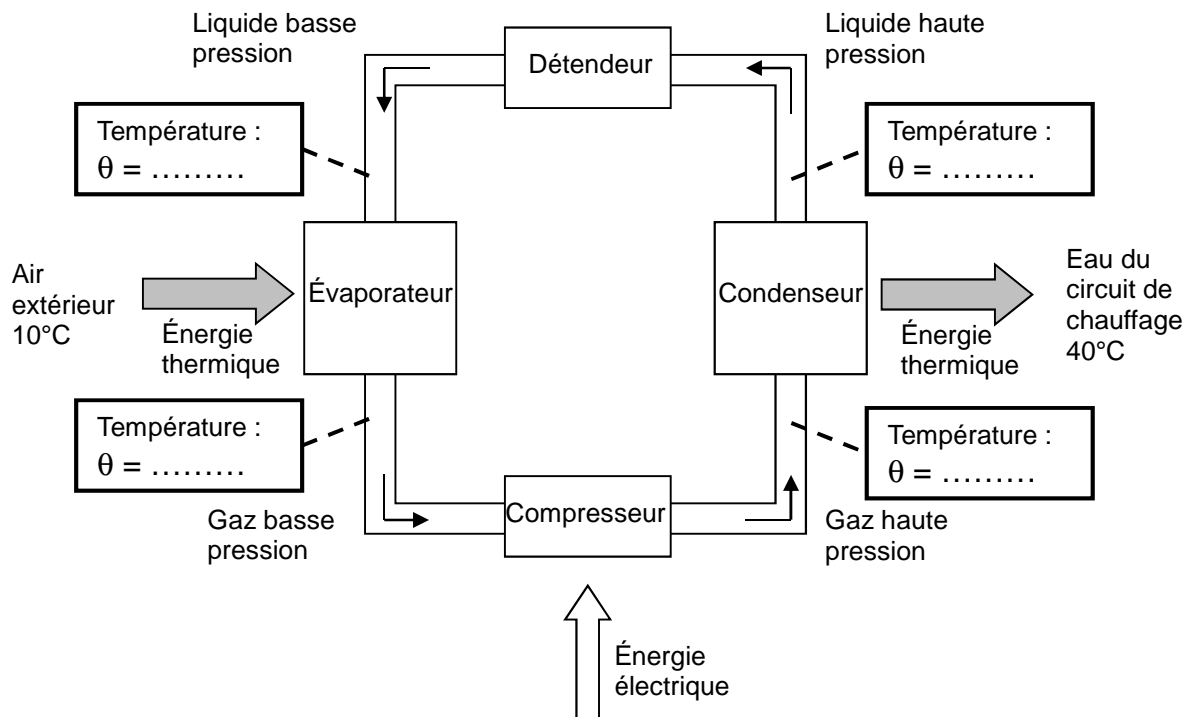 Liquide basse
pression
Détendeur
Liquide haute
pression
Température :
θ = .........
Température :
θ = .........
Air
extérieur
10°C
Énergie
thermique
Évaporateur
Condenseur
Énergie
thermique
Eau du
circuit de
chauffage
40°C
Température :
θ = .........
Température :
θ = .........
Gaz basse
pression
Compresseur
Gaz haute
pression
Énergie
électrique